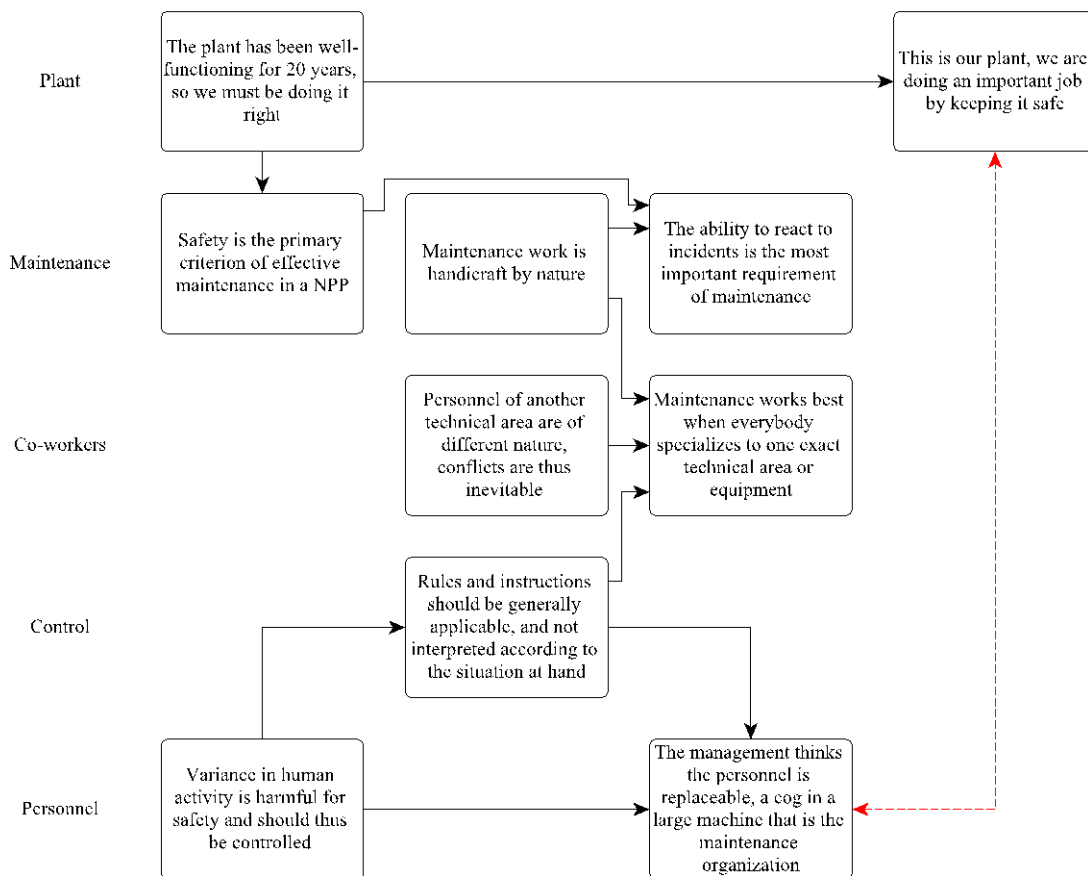 Plant
The plant has been well-
functioning for 20 years,
so we must be doing it
right
This is our plant, we are
doing an important job
by keeping it safe
Maintenance
Safety is the primary
criterion of effective
maintenance in a NPP
Maintenance work is
handicraft by nature
The ability to react to
incidents is the most
important requirement
of maintenance
Co-workers
Personnel of another
technical area are of
different nature,
conflicts are thus
inevitable
Maintenance works best
when everybody
specializes to one exact
technical area or
equipment
Control
Rules and instructions
should be generally
applicable, and not
interpreted according to
the situation at hand
Personnel
Variance in human
activity is harmful for
safety and should thus
be controlled
The management thinks
the personnel is
replaceable, a cog in a
large machine that is the
maintenance
organization